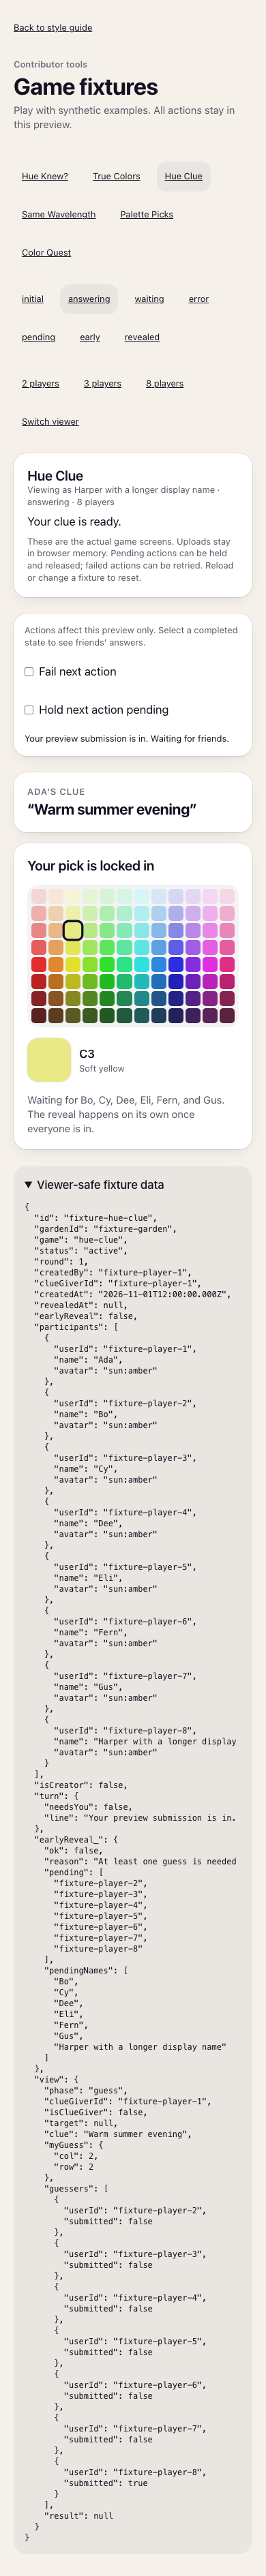 Back to style guide
Contributor tools
Game fixtures
Play with synthetic examples. All actions stay in
this preview.
Hue Knew? True Colors Hue Clue
Same Wavelength Palette Picks
Color Quest
initial answering waiting error
pending early revealed
2 players 3 players 8 players
Switch viewer
Hue Clue
Viewing as Harper with a longer display name ·
answering · 8 players
Your clue is ready.
These are the actual game screens. Uploads stay
in browser memory. Pending actions can be held
and released; failed actions can be retried. Reload
or change a fixture to reset.
Actions affect this preview only. Select a completed
state to see friends' answers.
Fail next action
Hold next action pending
Your preview submission is in. Waiting for friends.
ADA'S CLUE
“Warm summer evening”
Your pick is locked in
C3
Soft yellow
Waiting for Bo, Cy, Dee, Eli, Fern, and Gus.
The reveal happens on its own once
everyone is in.
▼ Viewer-safe fixture data
{
"id": "fixture-hue-clue",
"gardenId": "fixture-garden",
"game": "hue-clue",
"status": "active",
"round": 1,
"createdBy": "fixture-player-1",
"clueGiverId": "fixture-player-1",
"createdAt": "2026-11-01T12:00:00.000Z",
"revealedAt": null,
"earlyReveal": false,
"participants": [
{
"userId": "fixture-player-1",
"name": "Ada",
"avatar": "sun:amber"
},
{
"userId": "fixture-player-2",
"name": "Bo",
"avatar": "sun:amber"
},
{
"userId": "fixture-player-3",
"name": "Cy",
"avatar": "sun:amber"
},
{
"userId": "fixture-player-4",
"name": "Dee",
"avatar": "sun:amber"
},
{
"userId": "fixture-player-5",
"name": "Eli",
"avatar": "sun:amber"
},
{
"userId": "fixture-player-6",
"name": "Fern",
"avatar": "sun:amber"
},
{
"userId": "fixture-player-7",
"name": "Gus",
"avatar": "sun:amber"
},
{
"userId": "fixture-player-8",
"name": "Harper with a longer display
"avatar": "sun:amber"
}
],
"isCreator": false,
"turn": {
"needsYou": false,
"line": "Your preview submission is in.
},
"earlyReveal_": {
"ok": false,
"reason": "At least one guess is needed
"pending": [
"fixture-player-2",
"fixture-player-3",
"fixture-player-4",
"fixture-player-5",
"fixture-player-6",
"fixture-player-7",
"fixture-player-8"
],
"pendingNames": [
"Bo",
"Cy",
"Dee",
"Eli",
"Fern",
"Gus",
"Harper with a longer display name"
]
},
"view": {
"phase": "guess",
"clueGiverId": "fixture-player-1",
"isClueGiver": false,
"target": null,
"clue": "Warm summer evening",
"myGuess": {
"col": 2,
"row": 2
},
"guessers": [
{
"userId": "fixture-player-2",
"submitted": false
},
{
"userId": "fixture-player-3",
"submitted": false
},
{
"userId": "fixture-player-4",
"submitted": false
},
{
"userId": "fixture-player-5",
"submitted": false
},
{
"userId": "fixture-player-6",
"submitted": false
},
{
"userId": "fixture-player-7",
"submitted": false
},
{
"userId": "fixture-player-8",
"submitted": true
}
],
"result": null
}
}